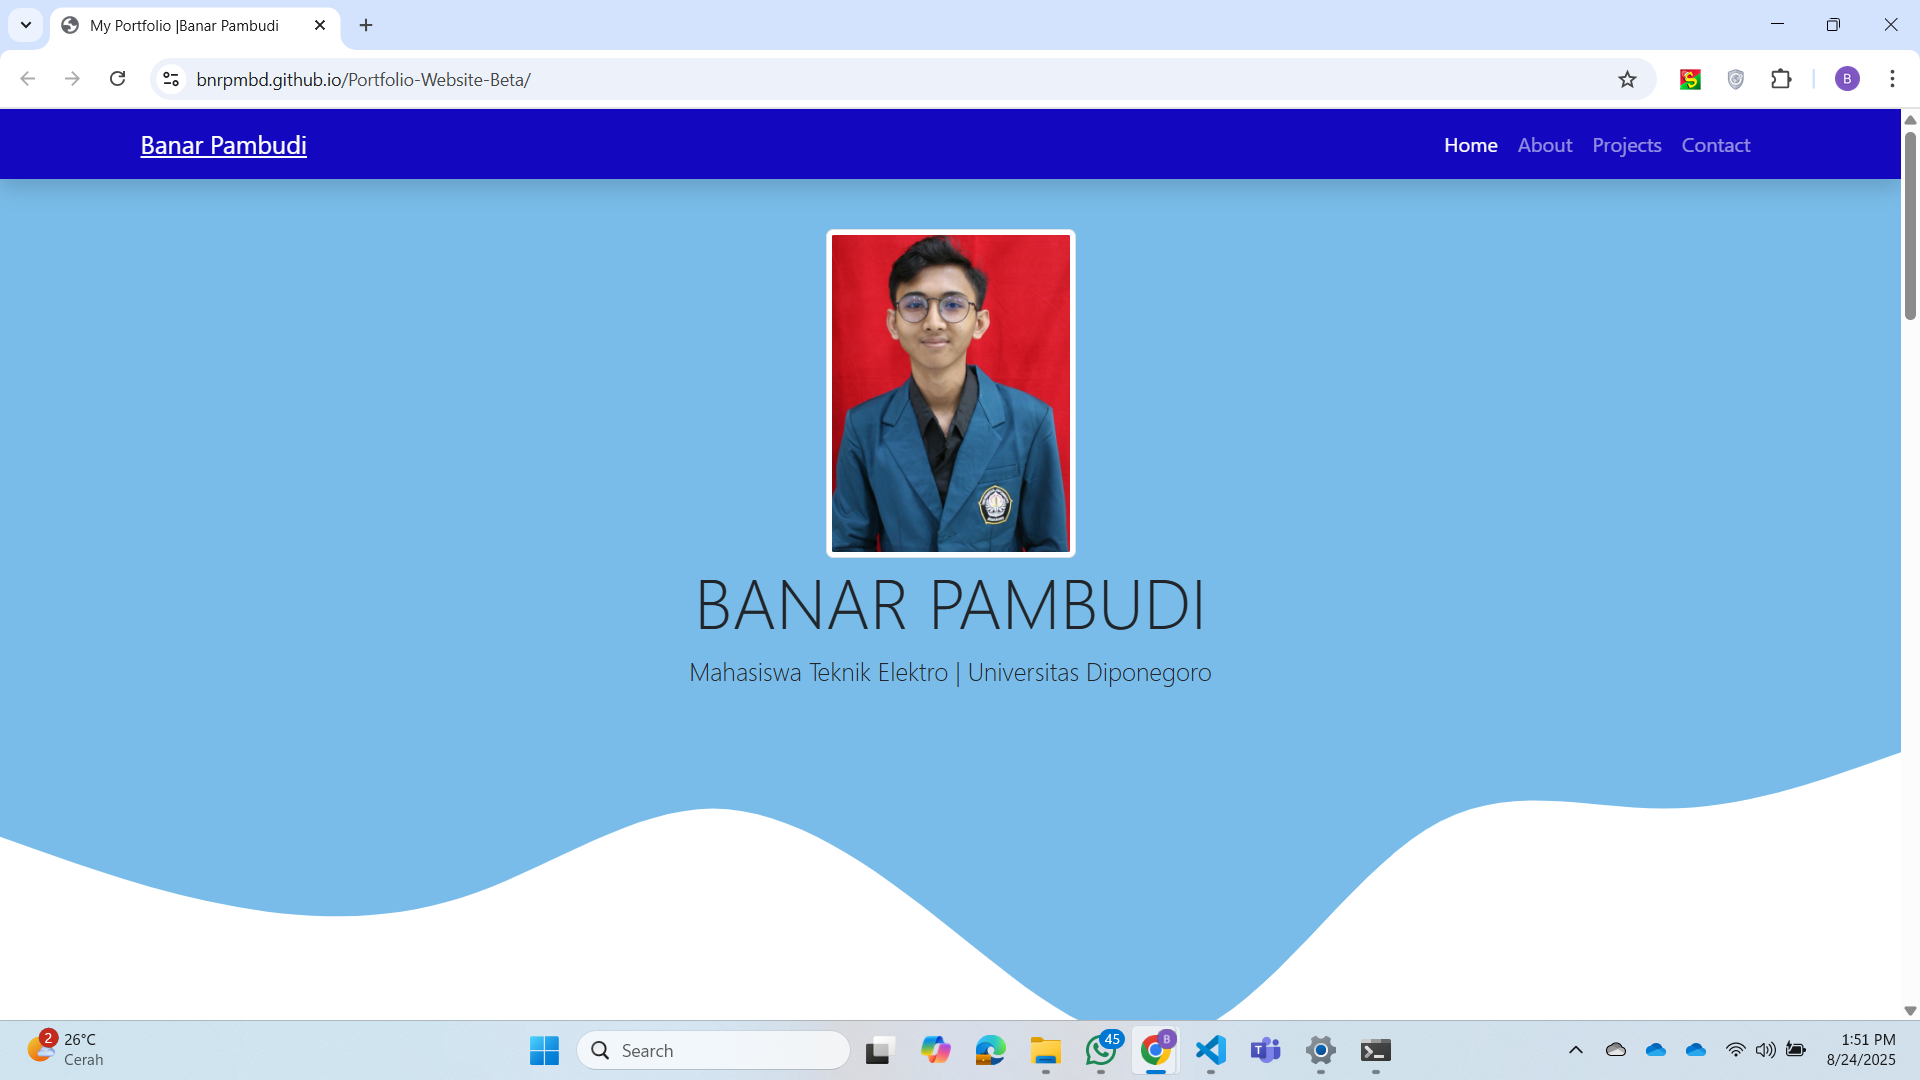 My Portfolio |Banar Pambudi
bnrpmbd.github.io/Portfolio-Website-Beta/
B
Banar Pambudi
Home About Projects Contact
BANAR PAMBUDI
Mahasiswa Teknik Elektro | Universitas Diponegoro
2
26°C
Cerah
Search
45
B
1:51 PM
8/24/2025